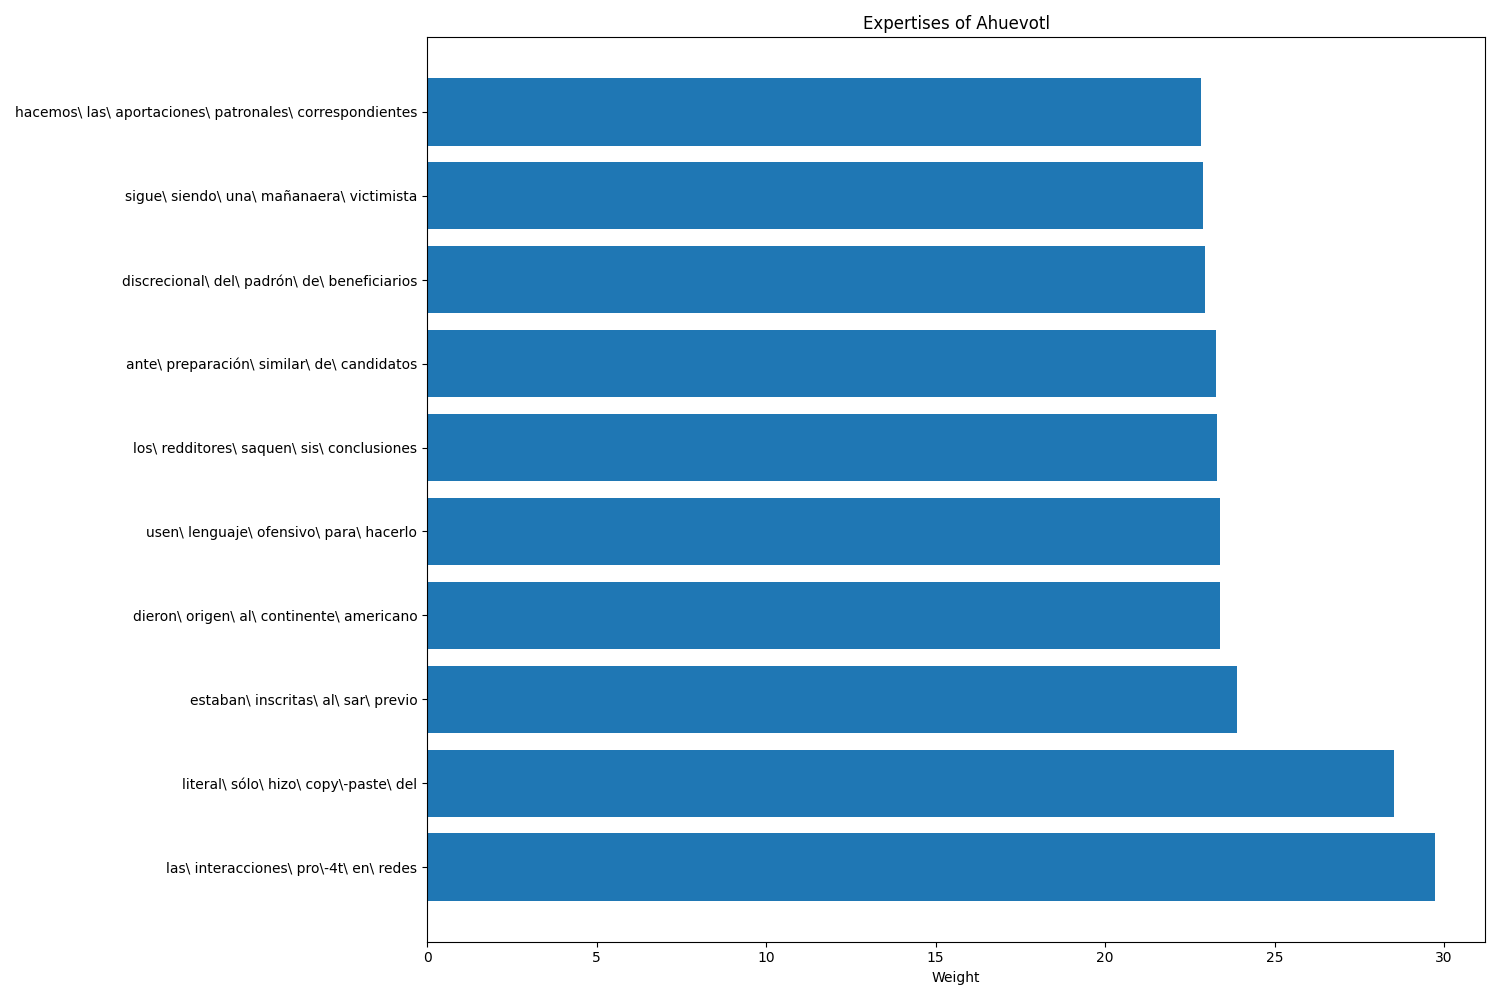 Expertises of Ahuevotl
hacemos\ las\ aportaciones\ patronales\ correspondientes
sigue\ siendo\ una\ mañanaera\ victimista
discrecional\ del\ padrón\ de\ beneficiarios
ante\ preparación\ similar\ de\ candidatos
los\ redditores\ saquen\ sis\ conclusiones
usen\ lenguaje\ ofensivo\ para\ hacerlo
dieron\ origen\ al\ continente\ americano
estaban\ inscritas\ al\ sar\ previo
literal\ sólo\ hizo\ copy\-paste\ del
las\ interacciones\ pro\-4t\ en\ redes
0 5 10 15 20 25 30
Weight